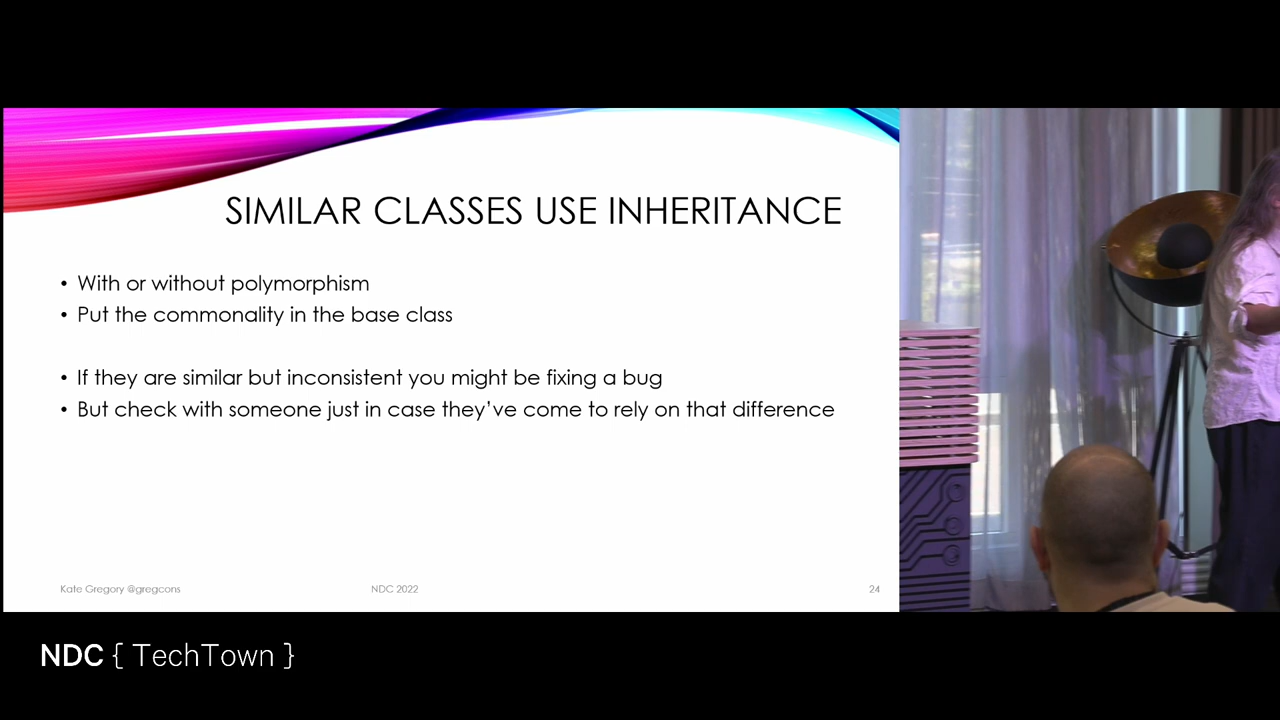 SIMILAR CLASSES USE INHERITANCE
• With or without polymorphism
• Put the commonality in the base class
• If they are similar but inconsistent you might be fixing a bug
• But check with someone just in case they’ve come to rely on that difference
Kate Gregory @gregcons
NDC 2022
24
NDC { TechTown }